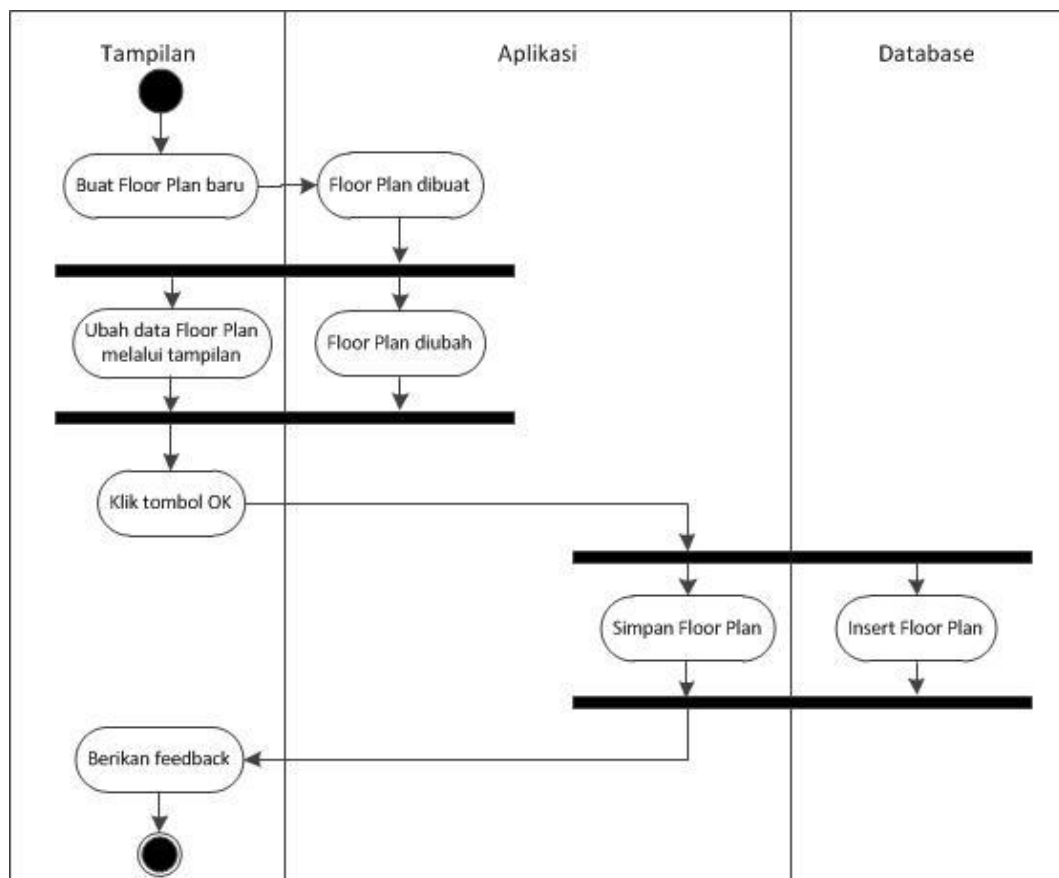 Tampilan
Aplikasi
Database
Buat Floor Plan baru
Floor Plan dibuat
Ubah data Floor Plan
melalui tampilan
Floor Plan diubah
Klik tombol OK
Simpan Floor Plan
Insert Floor Plan
Berikan feedback